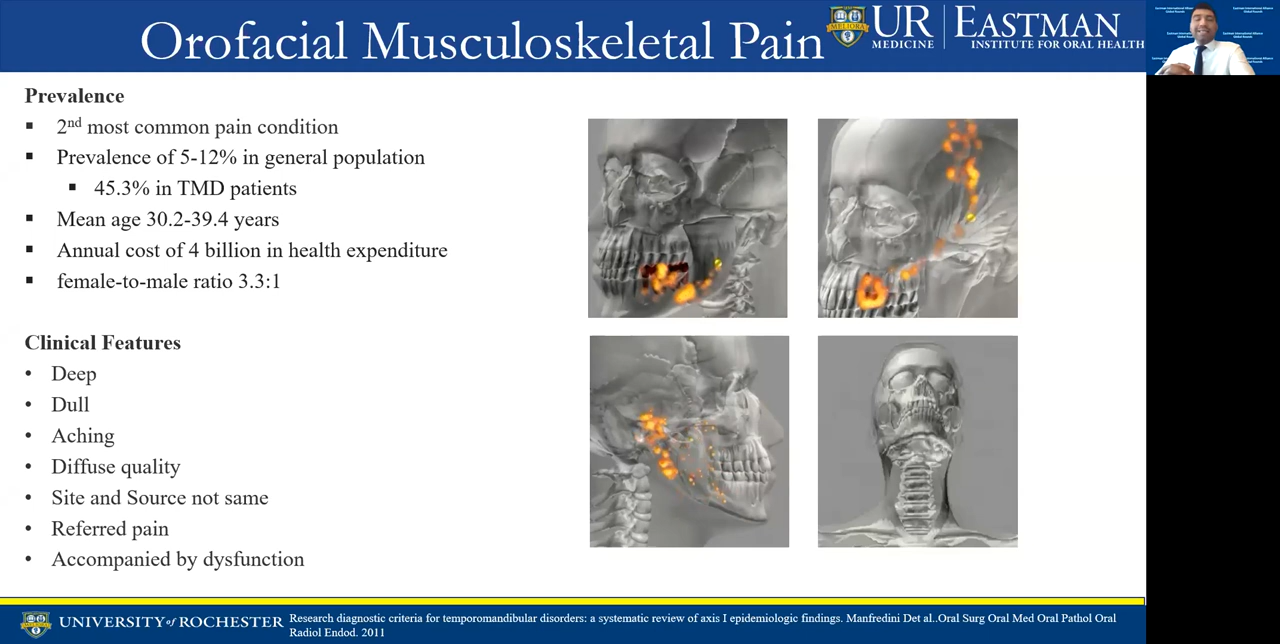 Orofacial Musculoskeletal Pain
UR
MEDICINE
EASTMAN
INSTITUTE FOR ORAL HEALTH
Prevalence
▪ 2nd most common pain condition
▪ Prevalence of 5-12% in general population
▪ 45.3% in TMD patients
▪ Mean age 30.2-39.4 years
▪ Annual cost of 4 billion in health expenditure
▪ female-to-male ratio 3.3:1
Clinical Features
• Deep
• Dull
• Aching
• Diffuse quality
• Site and Source not same
• Referred pain
• Accompanied by dysfunction
UNIVERSITY of ROCHESTER
Research diagnostic criteria for temporomandibular disorders: a systematic review of axis I epidemiologic findings. Manfredini Det al..Oral Surg Oral Med Oral Pathol Oral
Radiol Endod. 2011
Eastman International Alliance
Global Rounds